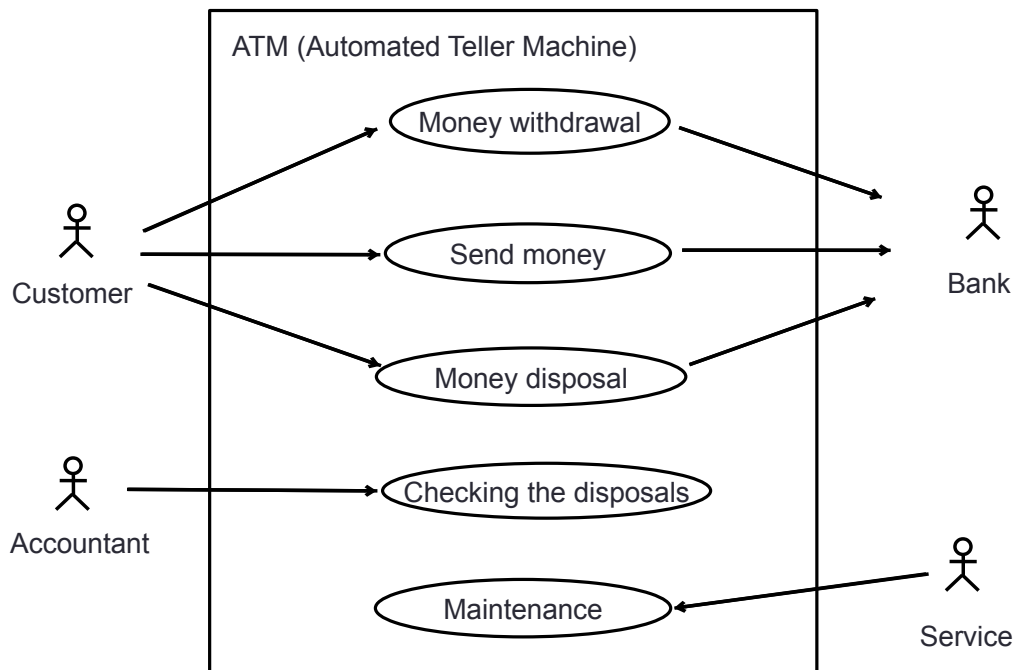 ATM (Automated Teller Machine)
Money withdrawal
Send money
Customer
Bank
Money disposal
Checking the disposals
Accountant
Maintenance
Service